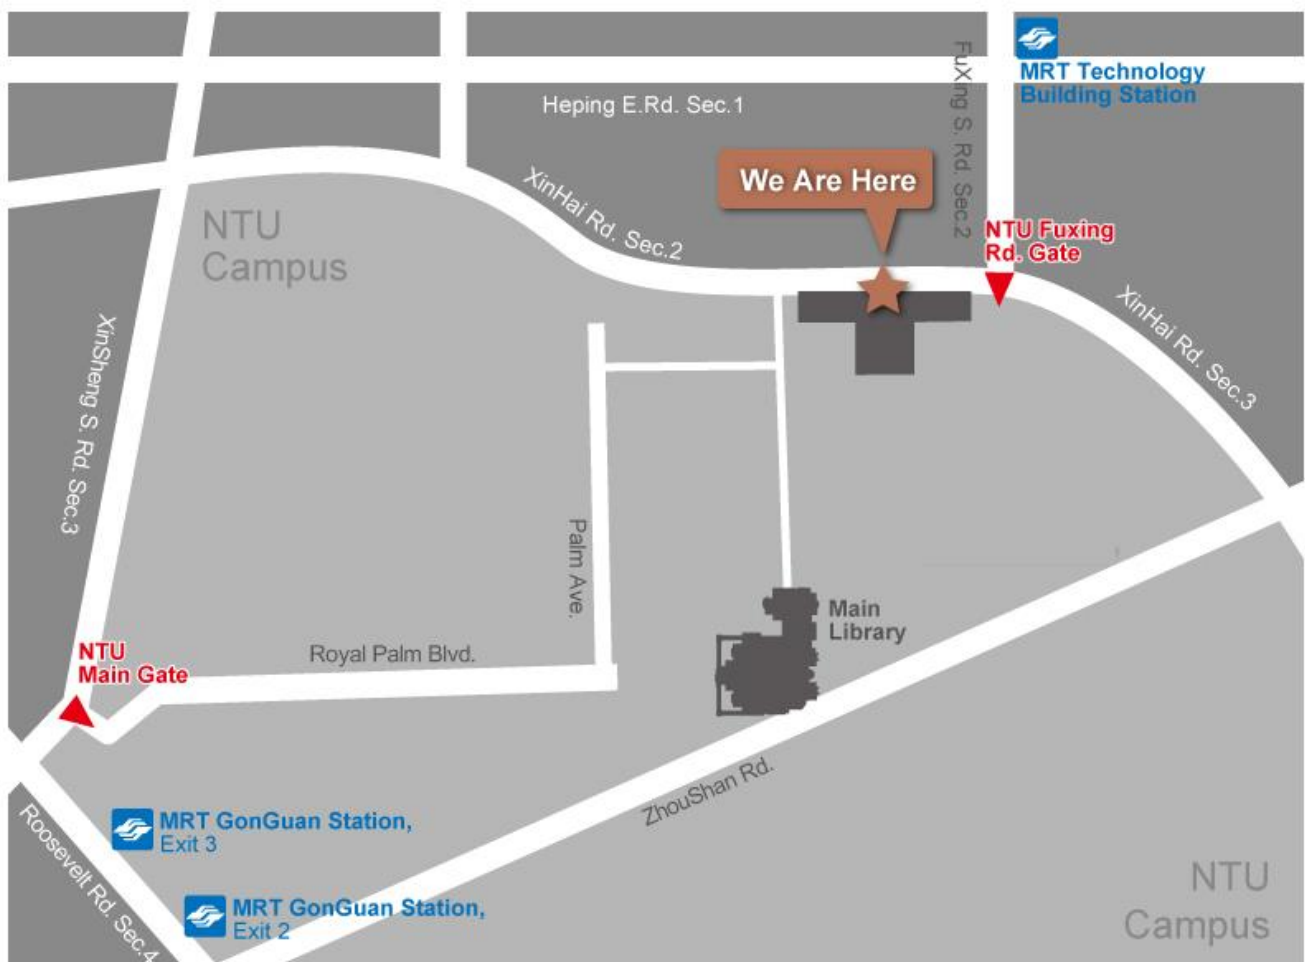 MRT Technology
Building Station
Heping E.Rd. Sec.1
FuXing S. Rd. Sec.2
We Are Here
XinHai Rd. Sec.2
NTU
Campus
NTU Fuxing
Rd. Gate
XinHai Rd. Sec.3
XinSheng S. Rd. Sec.3
Palm Ave.
Main
Library
Royal Palm Blvd.
NTU
Main Gate
ZhouShan Rd.
MRT GonGuan Station,
Exit 3
Roosevelt Rd. Sec.4
MRT GonGuan Station,
Exit 2
NTU
Campus